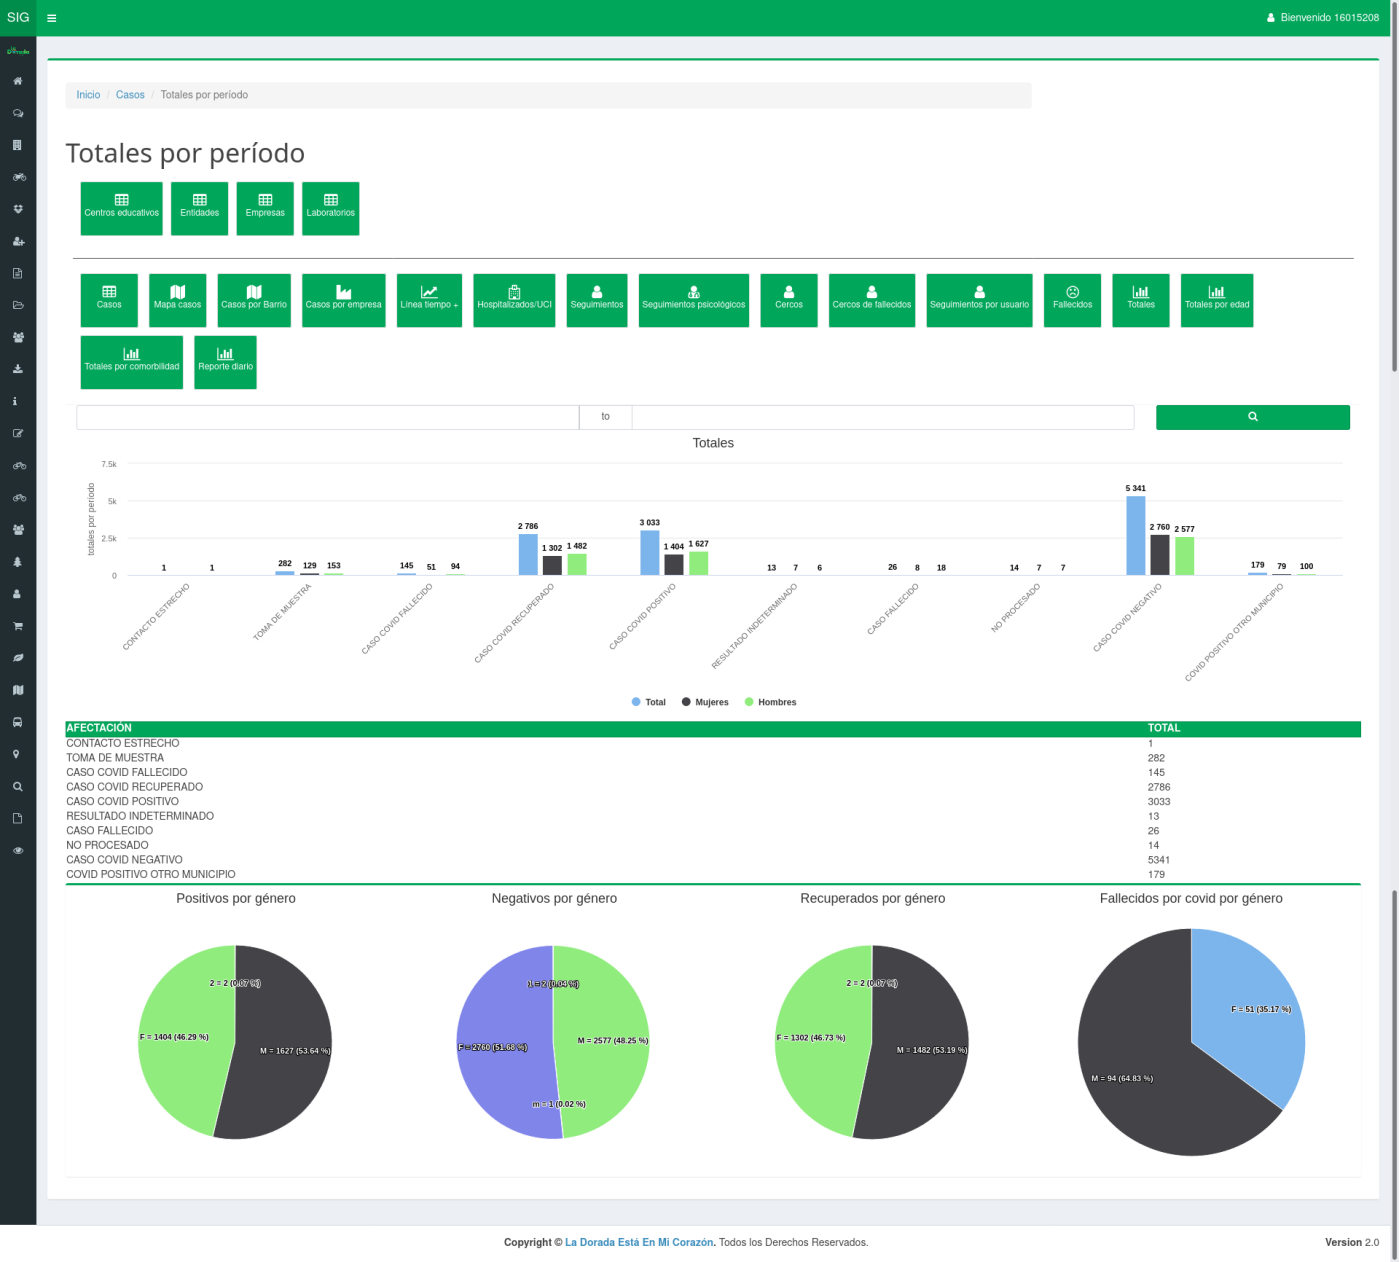 SIG
Bienvenido 16015208
Inicio / Casos / Totales por período
Totales por período
Centros educativos
Entidades
Empresas
Laboratorios
Casos
Mapa casos
Casos por Barrio
Casos por empresa
Línea tiempo +
Hospitalizados/UCI
Seguimientos
Seguimientos psicológicos
Cercos
Cercos de fallecidos
Seguimientos por usuario
Fallecidos
Totales
Totales por edad
Totales por comorbilidad
Reporte diario
to
Totales
totales por periodo
7.5k
5k
2.5k
0
1 1
282 129 153
145 51 94
2 786 1 302 1 482
3 033 1 404 1 627
13 7 6
26 8 18
14 7 7
5 341 2 760 2 577
179 79 100
CONTACTO ESTRECHO
TOMA DE MUESTRA
CASO COVID FALLECIDO
CASO COVID RECUPERADO
CASO COVID POSITIVO
RESULTADO INDETERMINADO
CASO FALLECIDO
NO PROCESADO
CASO COVID NEGATIVO
COVID POSITIVO OTRO MUNICIPIO
Total Mujeres Hombres
AFECTACIÓN TOTAL
CONTACTO ESTRECHO 1
TOMA DE MUESTRA 282
CASO COVID FALLECIDO 145
CASO COVID RECUPERADO 2786
CASO COVID POSITIVO 3033
RESULTADO INDETERMINADO 13
CASO FALLECIDO 26
NO PROCESADO 14
CASO COVID NEGATIVO 5341
COVID POSITIVO OTRO MUNICIPIO 179
Positivos por género
2 = 2 (0.07 %)
F = 1404 (46.29 %)
M = 1627 (53.64 %)
Negativos por género
F = 2760 (51.68 %)
M = 2577 (48.25 %)
m = 1 (0.02 %)
Recuperados por género
2 = 2 (0.07 %)
F = 1302 (46.73 %)
M = 1482 (53.19 %)
Fallecidos por covid por género
F = 51 (35.17 %)
M = 94 (64.83 %)
Copyright © La Dorada Está En Mi Corazón. Todos los Derechos Reservados.
Version 2.0